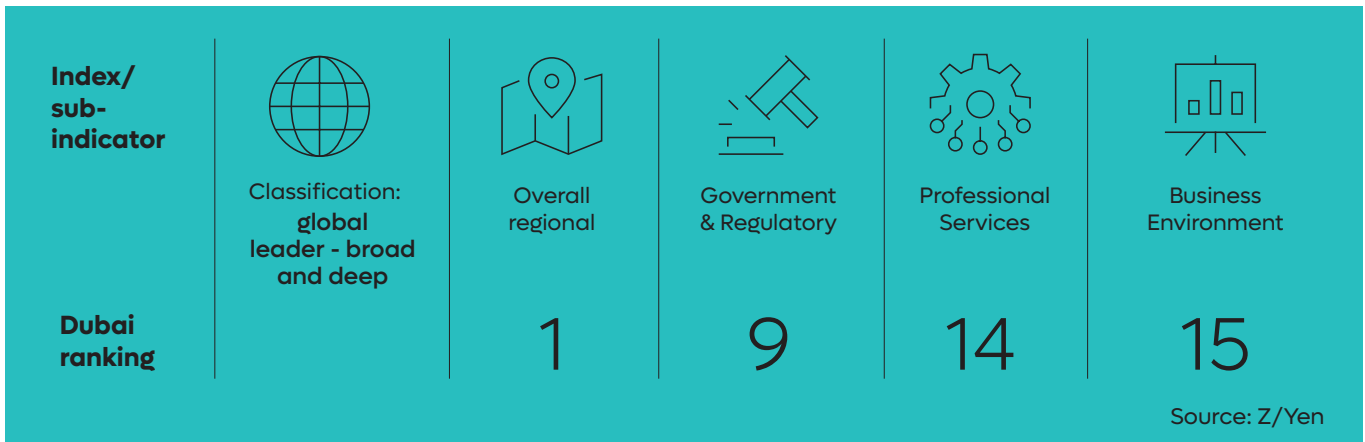 Index/
sub-
indicator
Classification:
global
leader - broad
and deep
Overall
regional
Government
& Regulatory
Professional
Services
Business
Environment
Dubai
ranking
1
9
14
15
Source: Z/Yen